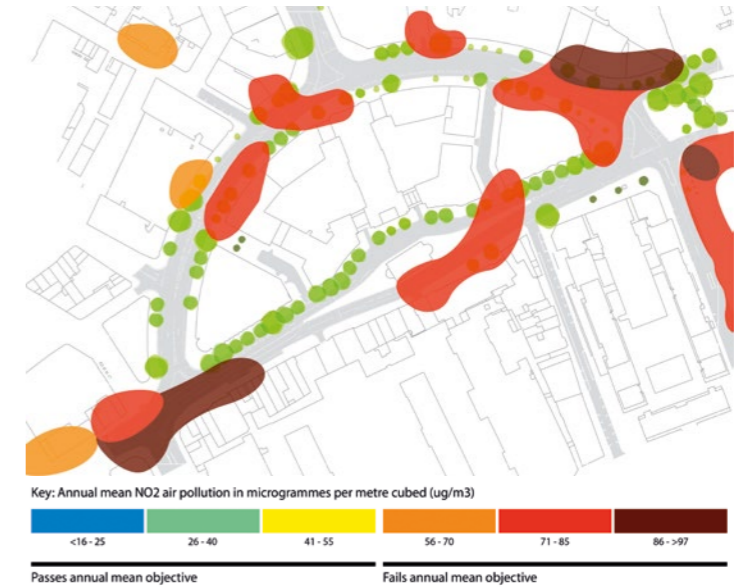 Key: Annual mean NO2 air pollution in microgrammes per metre cubed (ug/m3)
<16 - 25 26 - 40 41 - 55 56 - 70 71 - 85 86 - >97
Passes annual mean objective Fails annual mean objective